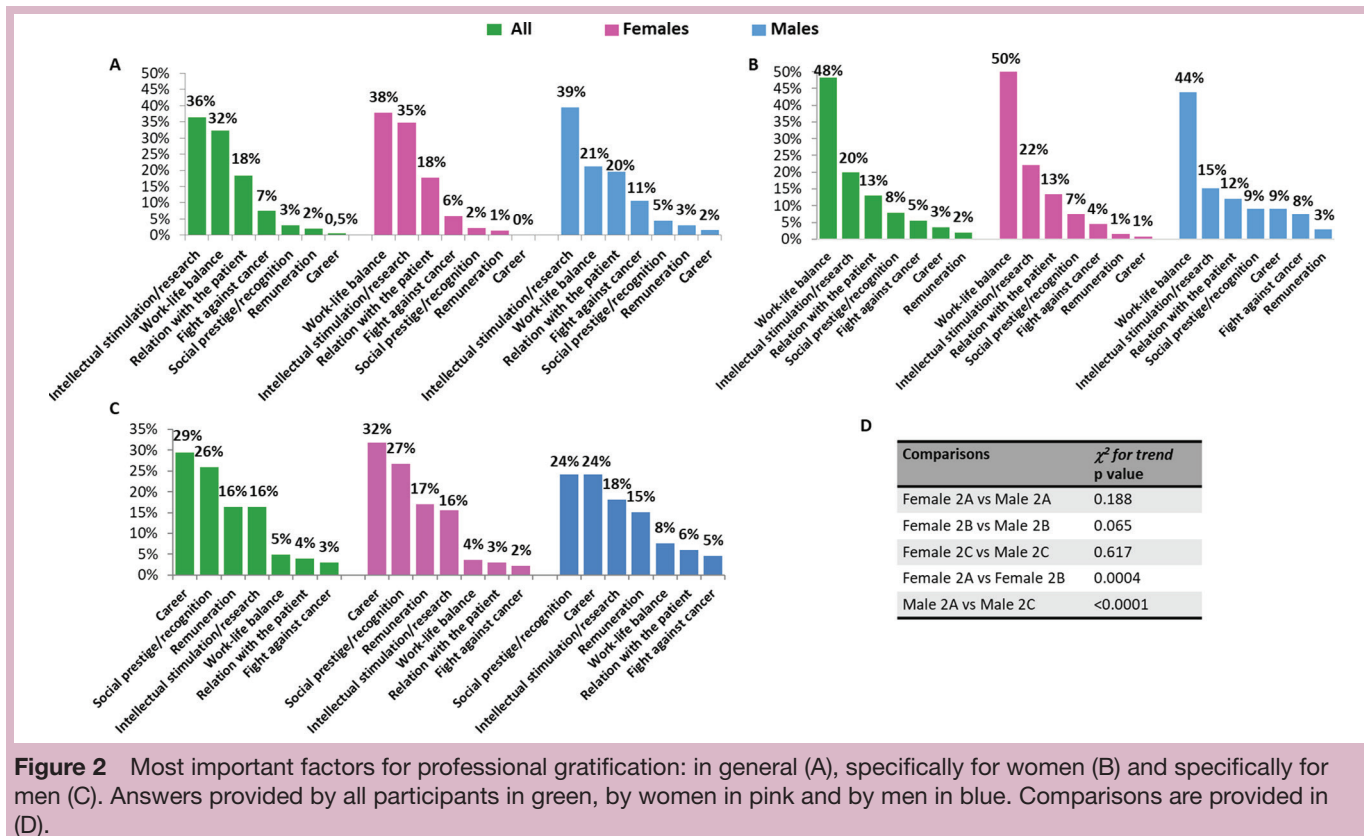 All Females Males
A
50%
45%
40%
35%
30%
25%
20%
15%
10%
5%
0%
36% 32% 18% 7% 3% 2% 0,5%
38% 35% 18% 6% 2% 1% 0%
39% 21% 20% 11% 5% 3% 2%
Intellectual stimulation/research
Work-life balance
Relation with the patient
Fight against cancer
Social prestige/recognition
Remuneration
Career
Work-life balance
Intellectual stimulation/research
Relation with the patient
Fight against cancer
Social prestige/recognition
Remuneration
Career
Intellectual stimulation/research
Work-life balance
Relation with the patient
Fight against cancer
Social prestige/recognition
Remuneration
Career
B
50%
45%
40%
35%
30%
25%
20%
15%
10%
5%
0%
48% 20% 13% 8% 5% 3% 2%
50% 22% 13% 7% 4% 1% 1%
44% 15% 12% 9% 9% 8% 3%
Work-life balance
Intellectual stimulation/research
Relation with the patient
Social prestige/recognition
Fight against cancer
Career
Remuneration
Work-life balance
Intellectual stimulation/research
Relation with the patient
Social prestige/recognition
Fight against cancer
Remuneration
Career
Work-life balance
Intellectual stimulation/research
Relation with the patient
Social prestige/recognition
Career
Fight against cancer
Remuneration
C
35%
30%
25%
20%
15%
10%
5%
0%
29% 26% 16% 16% 5% 4% 3%
32% 27% 17% 16% 4% 3% 2%
24% 24% 18% 15% 8% 6% 5%
Career
Social prestige/recognition
Remuneration
Intellectual stimulation/research
Work-life balance
Relation with the patient
Fight against cancer
Career
Social prestige/recognition
Remuneration
Intellectual stimulation/research
Work-life balance
Relation with the patient
Fight against cancer
Social prestige/recognition
Career
Intellectual stimulation/research
Remuneration
Work-life balance
Relation with the patient
Fight against cancer
D
Comparisons χ² for trend
p value
Female 2A vs Male 2A 0.188
Female 2B vs Male 2B 0.065
Female 2C vs Male 2C 0.617
Female 2A vs Female 2B 0.0004
Male 2A vs Male 2C <0.0001
Figure 2 Most important factors for professional gratification: in general (A), specifically for women (B) and specifically for
men (C). Answers provided by all participants in green, by women in pink and by men in blue. Comparisons are provided in
(D).